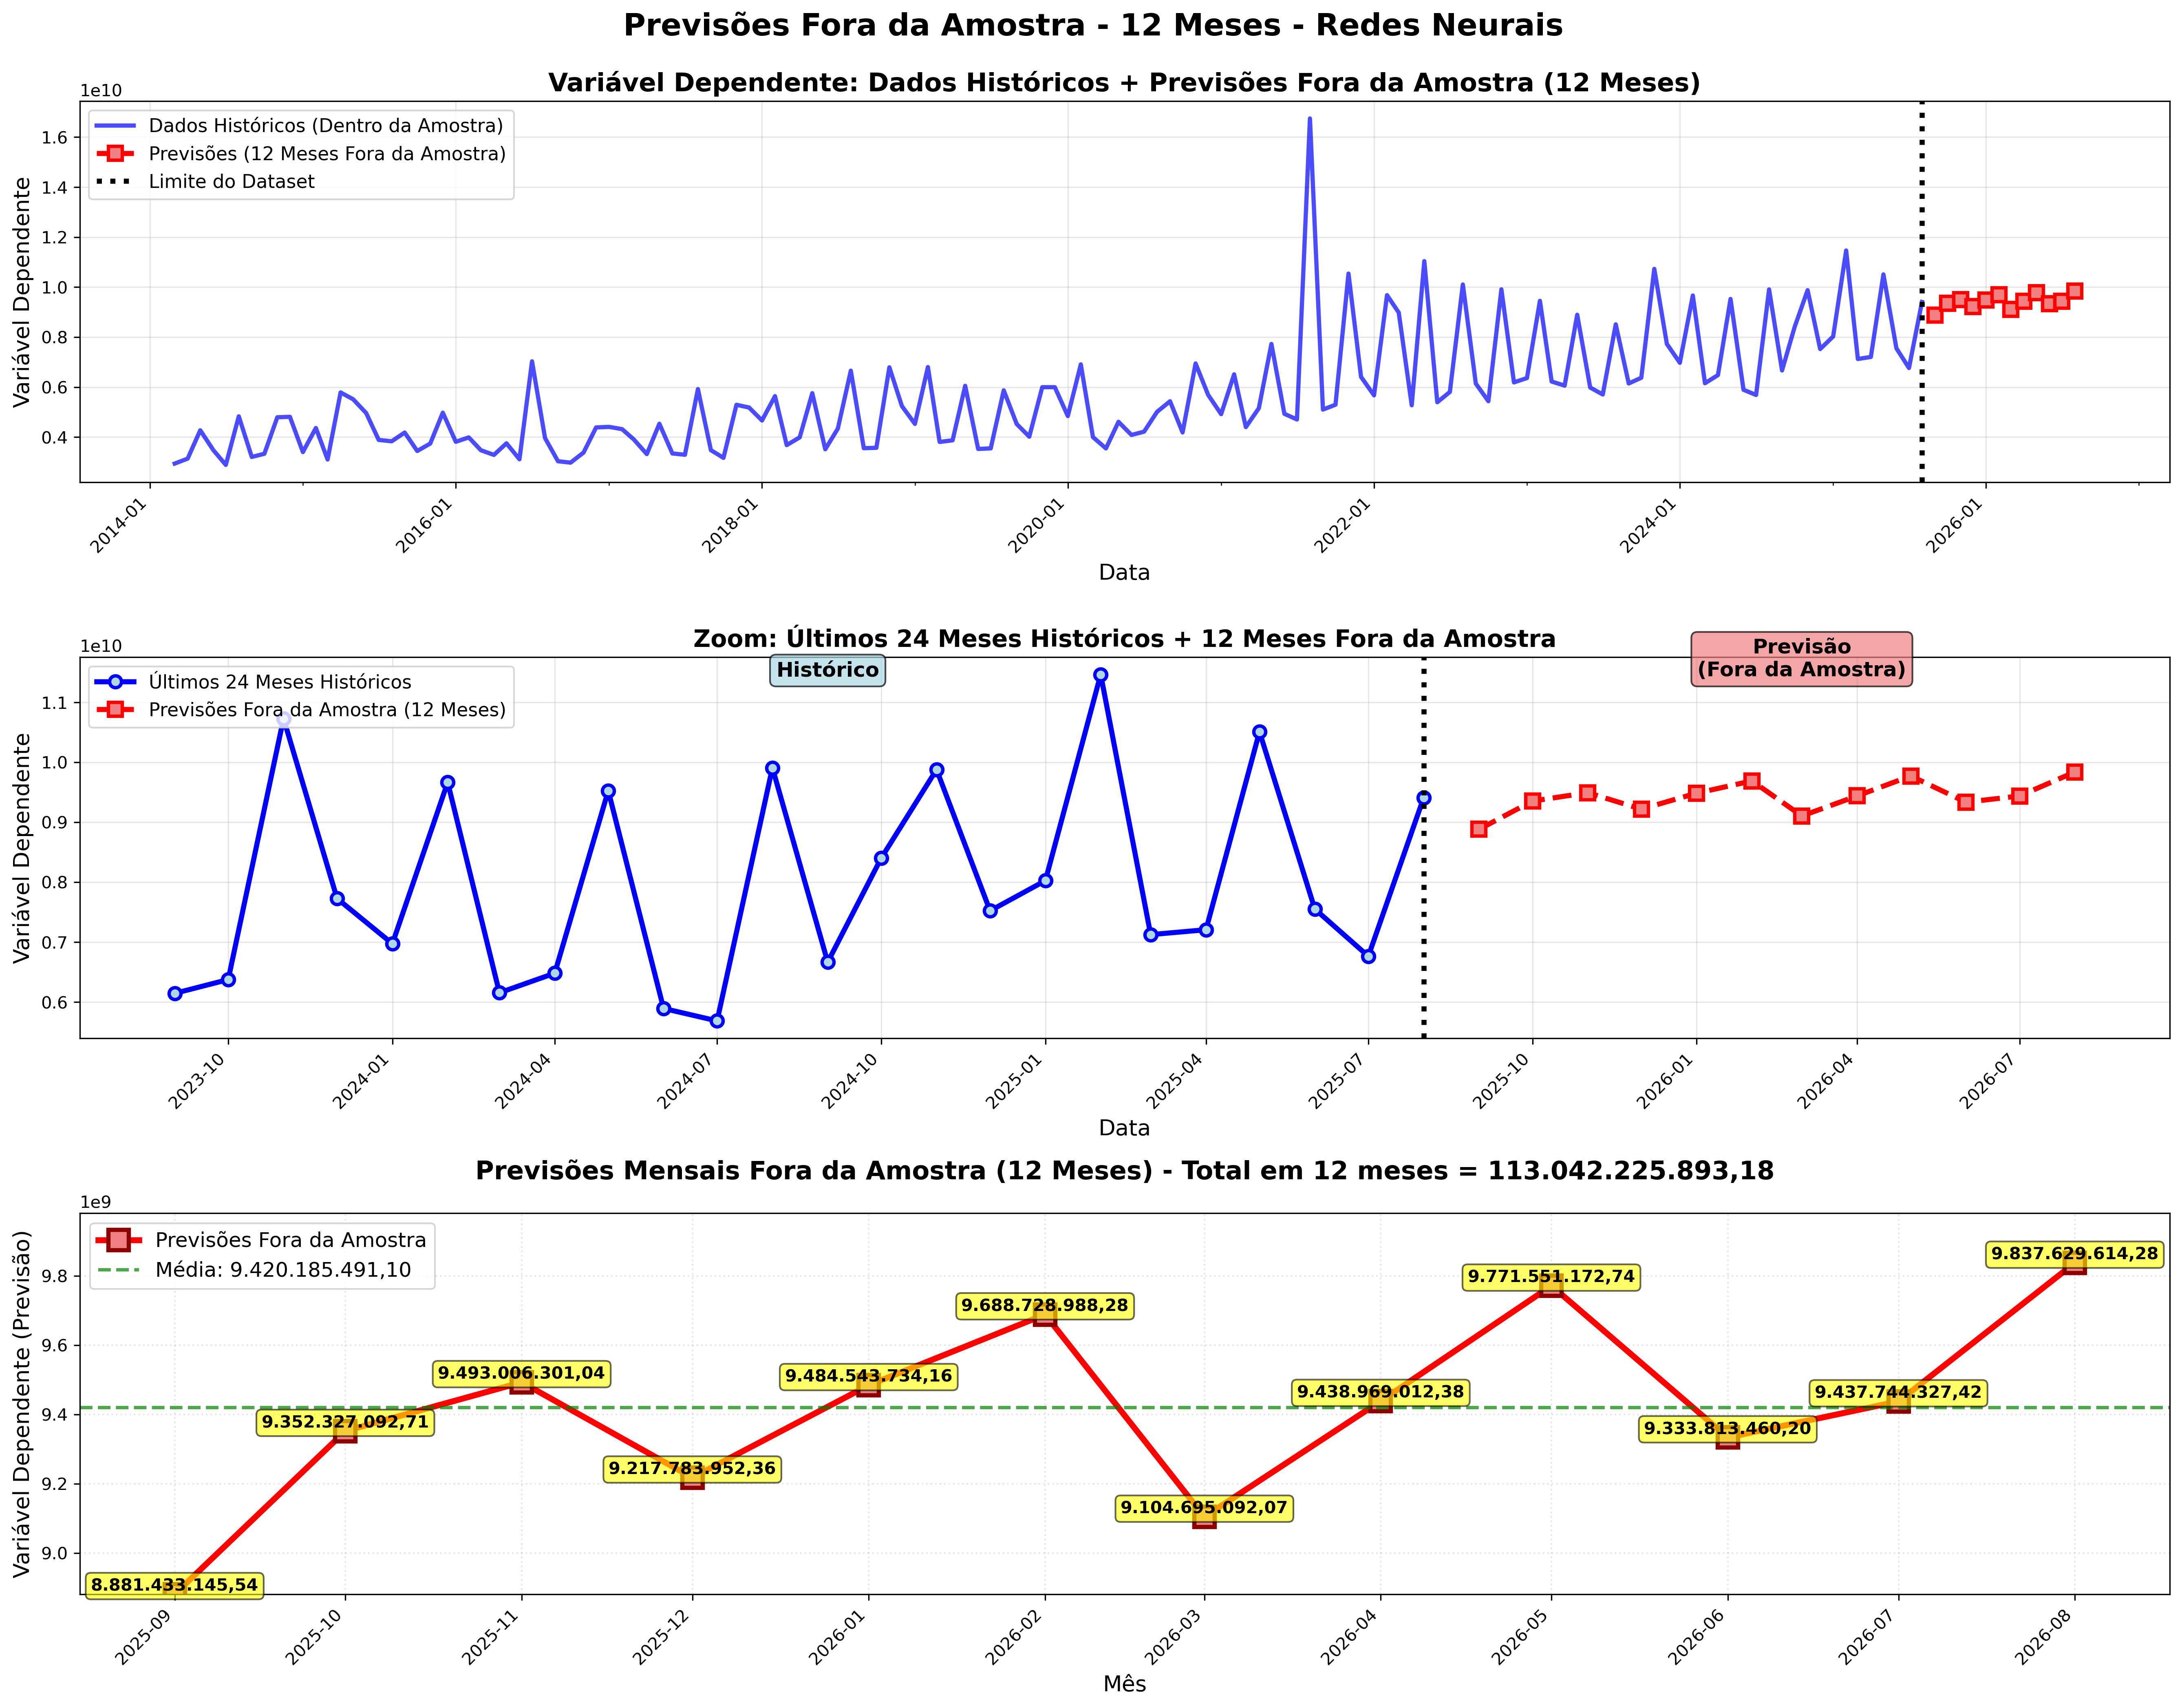 Previsões Fora da Amostra - 12 Meses - Redes Neurais
Variável Dependente: Dados Históricos + Previsões Fora da Amostra (12 Meses)
1e10
Dados Históricos (Dentro da Amostra)
Previsões (12 Meses Fora da Amostra)
Limite do Dataset
Variável Dependente
1.6
1.4
1.2
1.0
0.8
0.6
0.4
2014-01
2016-01
2018-01
2020-01
2022-01
2024-01
2026-01
Data
Zoom: Últimos 24 Meses Históricos + 12 Meses Fora da Amostra
1e10
Últimos 24 Meses Históricos
Previsões Fora da Amostra (12 Meses)
Histórico
Previsão
(Fora da Amostra)
Variável Dependente
1.1
1.0
0.9
0.8
0.7
0.6
2023-10
2024-01
2024-04
2024-07
2024-10
2025-01
2025-04
2025-07
2025-10
2026-01
2026-04
2026-07
Data
Previsões Mensais Fora da Amostra (12 Meses) - Total em 12 meses = 113.042.225.893,18
1e9
Previsões Fora da Amostra
Média: 9.420.185.491,10
Variável Dependente (Previsão)
9.8
9.6
9.4
9.2
9.0
8.881.433.145,54
9.352.327.092,71
9.493.006.301,04
9.217.783.952,36
9.484.543.734,16
9.688.728.988,28
9.104.695.092,07
9.438.969.012,38
9.771.551.172,74
9.333.813.460,20
9.437.744.327,42
9.837.629.614,28
2025-09
2025-10
2025-11
2025-12
2026-01
2026-02
2026-03
2026-04
2026-05
2026-06
2026-07
2026-08
Mês